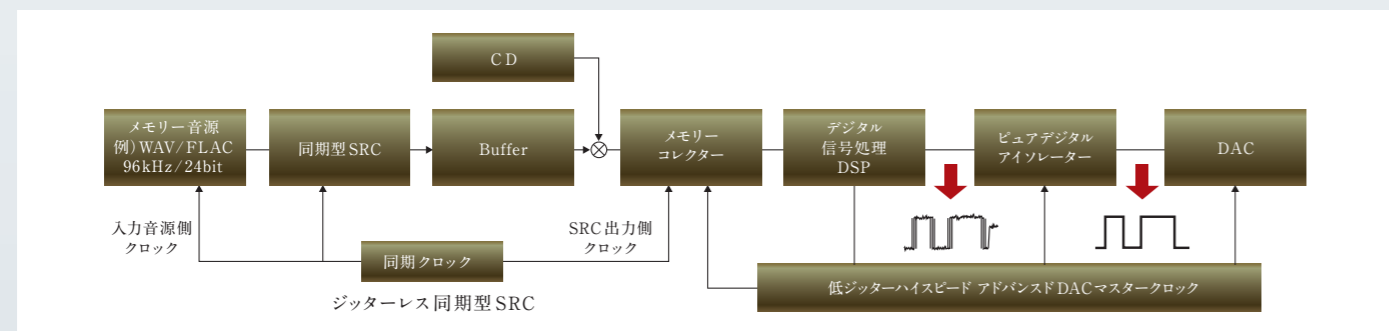 CD
メモリー音源
例)WAV/FLAC
96kHz/24bit
同期型SRC
Buffer
メモリー
コレクター
デジタル
信号処理
DSP
ピュアデジタル
アイソレーター
DAC
入力音源側
クロック
SRC出力側
クロック
同期クロック
ジッターレス同期型SRC
低ジッターハイスピード アドバンスドDACマスタークロック